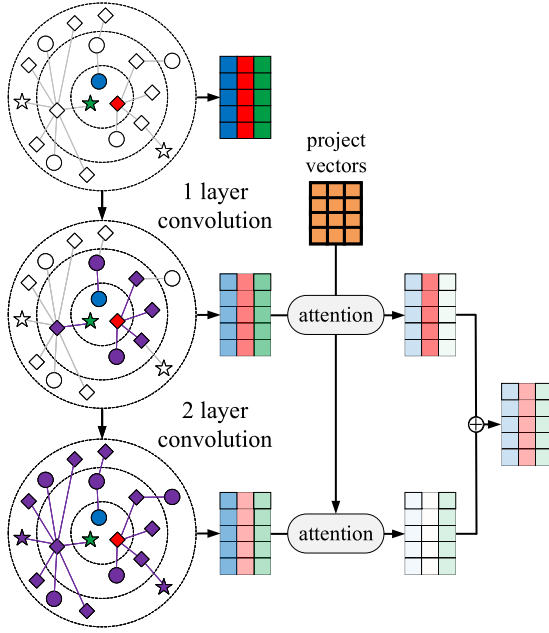 project
vectors
1 layer
convolution
attention
2 layer
convolution
attention